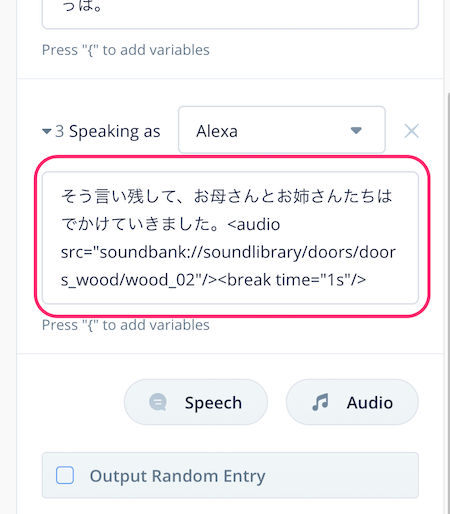 っぱ。
Press "{" to add variables
3 Speaking as
Alexa
そう言い残して、お母さんとお姉さんたちは
でかけていきました。<audio
src="soundbank://soundlibrary/doors/door
s_wood/wood_02"/><break time="1s"/>
Press "{" to add variables
Speech
Audio
Output Random Entry